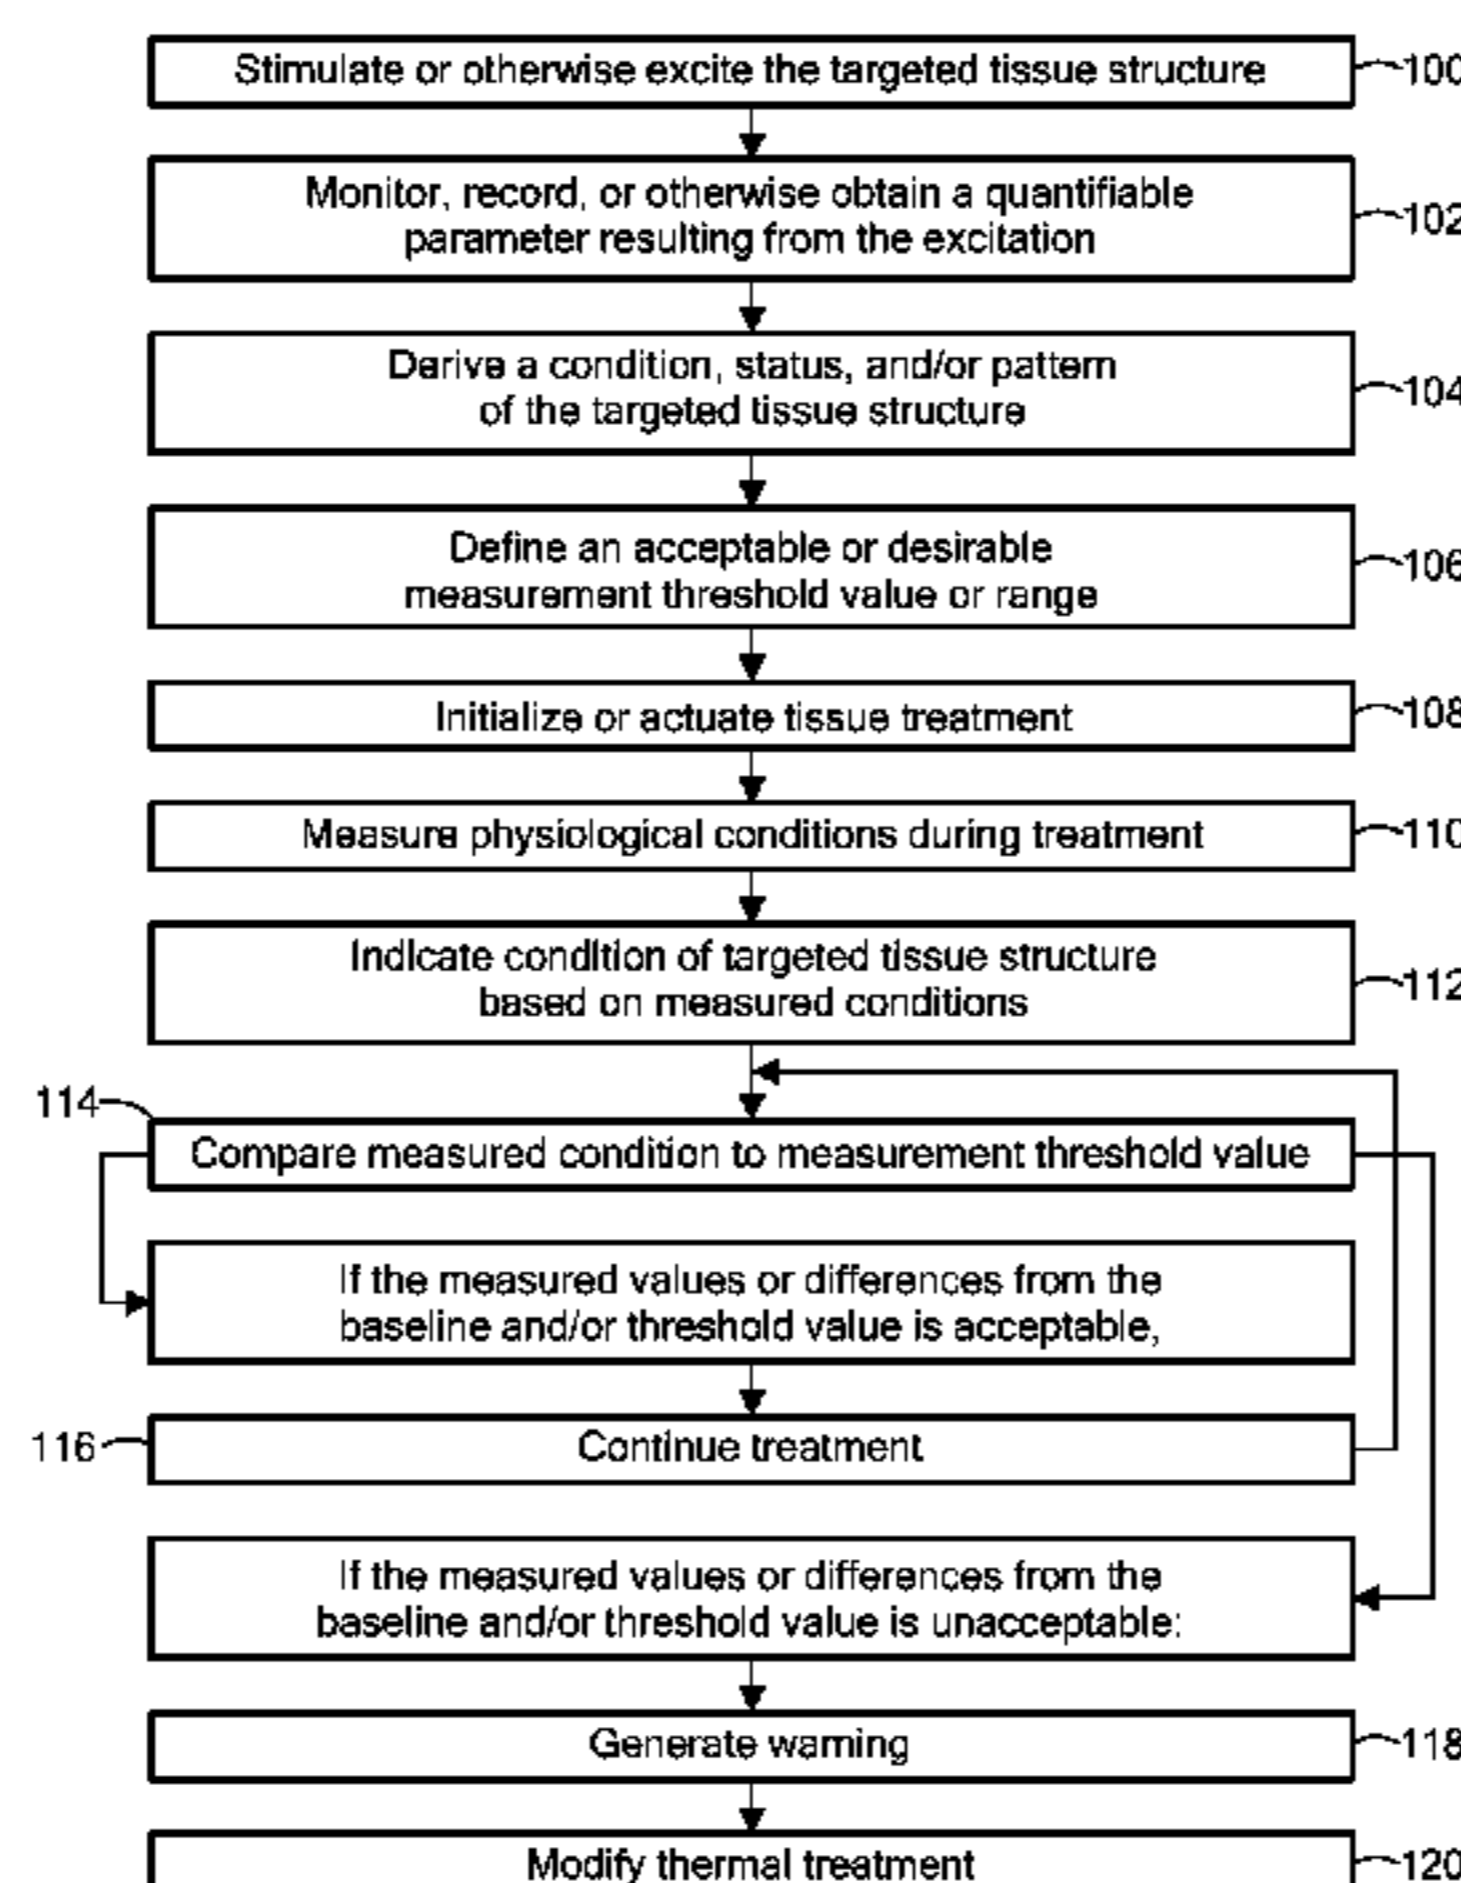 Stimulate or otherwise excite the targeted tissue structure
100
Monitor, record, or otherwise obtain a quantifiable
parameter resulting from the excitation
102
Derive a condition, status, and/or pattern
of the targeted tissue structure
104
Define an acceptable or desirable
measurement threshold value or range
106
Initialize or actuate tissue treatment
108
Measure physiological conditions during treatment
110
Indicate condition of targeted tissue structure
based on measured conditions
112
114
Compare measured condition to measurement threshold value
If the measured values or differences from the
baseline and/or threshold value is acceptable,
116
Continue treatment
If the measured values or differences from the
baseline and/or threshold value is unacceptable:
Generate warning
118
Modify thermal treatment
120